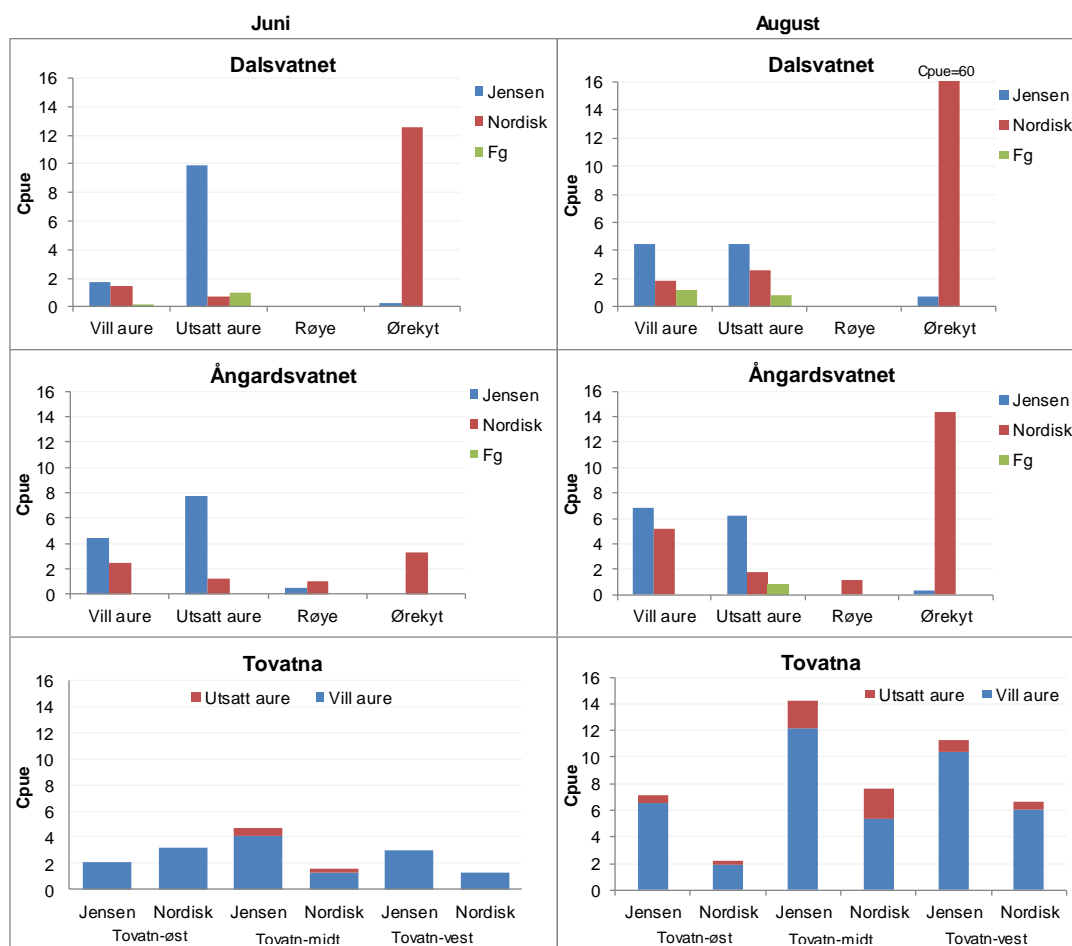 Juni
August
Dalsvatnet
Cpue
16
14
12
10
8
6
4
2
0
Vill aure Utsatt aure Røye Ørekyt
Jensen
Nordisk
Fg
Dalsvatnet
Cpue=60
16
14
12
10
8
6
4
2
0
Vill aure Utsatt aure Røye Ørekyt
Jensen
Nordisk
Fg
Ångardsvatnet
Cpue
16
14
12
10
8
6
4
2
0
Vill aure Utsatt aure Røye Ørekyt
Jensen
Nordisk
Fg
Ångardsvatnet
16
14
12
10
8
6
4
2
0
Vill aure Utsatt aure Røye Ørekyt
Jensen
Nordisk
Fg
Tovatna
Utsatt aure Vill aure
Cpue
16
14
12
10
8
6
4
2
0
Jensen Nordisk Jensen Nordisk Jensen Nordisk
Tovatn-øst Tovatn-midt Tovatn-vest
Tovatna
Utsatt aure Vill aure
Cpue
16
14
12
10
8
6
4
2
0
Jensen Nordisk Jensen Nordisk Jensen Nordisk
Tovatn-øst Tovatn-midt Tovatn-vest